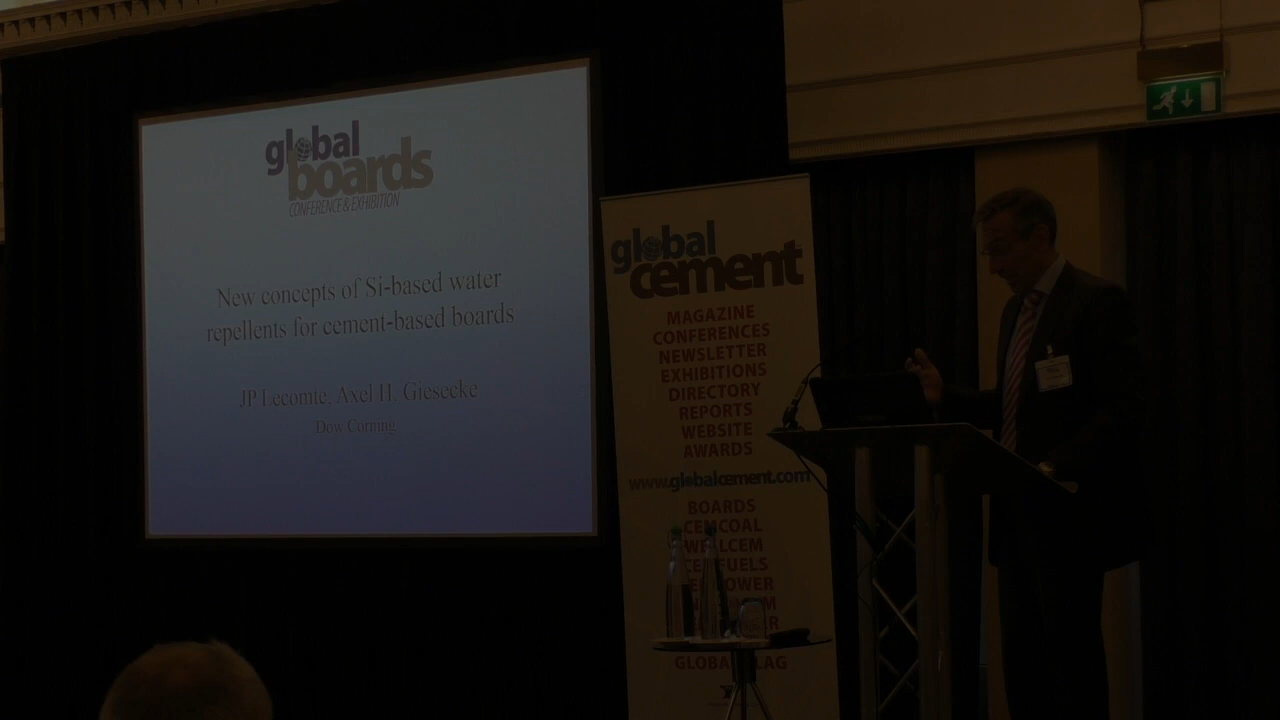 global
boards
CONFERENCE & EXHIBITION
New concepts of Si-based water
repellents for cement-based boards
JP Lecomte, Axel H. Giesecke
Dow Corning
global
cement
MAGAZINE
CONFERENCES
NEWSLETTER
EXHIBITIONS
DIRECTORY
REPORTS
WEBSITE
AWARDS
www.globalcement.com
BOARDS
CEMCOAL
GLOBAL